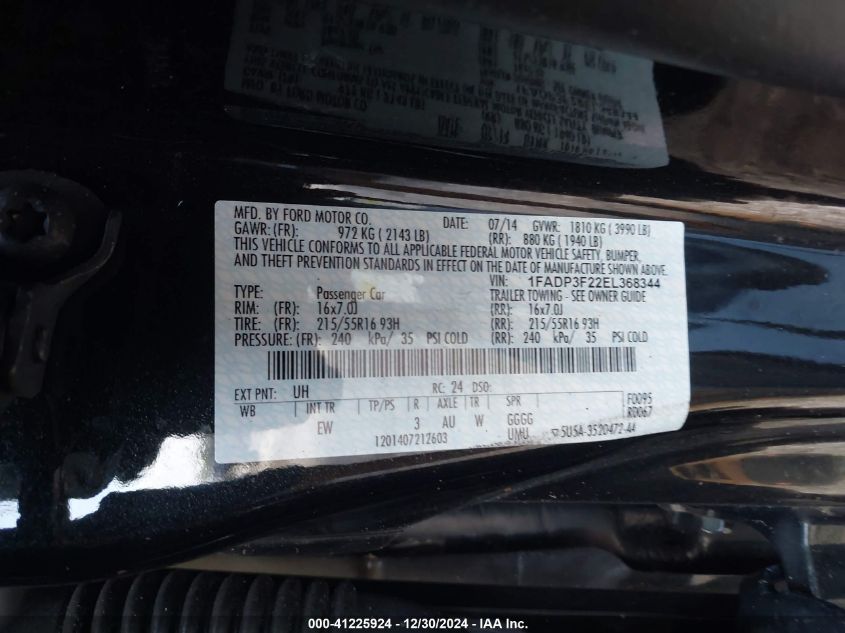 MFD. BY FORD MOTOR CO. DATE: 07/14 GVWR: 1810 KG ( 3990 LB)
GAWR: (FR): 972 KG ( 2143 LB) (RR): 880 KG ( 1940 LB)
THIS VEHICLE CONFORMS TO ALL APPLICABLE FEDERAL MOTOR VEHICLE SAFETY, BUMPER,
AND THEFT PREVENTION STANDARDS IN EFFECT ON THE DATE OF MANUFACTURE SHOWN ABOVE.
VIN: 1FADP3F22EL368344
TYPE: Passenger Car TRAILER TOWING - SEE OWNER GUIDE
RIM: (FR): 16x7.0J (RR): 16x7.0J
TIRE: (FR): 215/55R16 93H (RR): 215/55R16 93H
PRESSURE: (FR): 240 kPa/ 35 PSI COLD (RR): 240 kPa/ 35 PSI COLD
EXT PNT: UH RC: 24 DSO: F0095
WB INT TR TP/PS R AXLE TR SPR R0067
EW 3 AU W GGGG
1201407212603 UMU 5U5A-3520472-AA
000-41225924 - 12/30/2024 - IAA Inc.